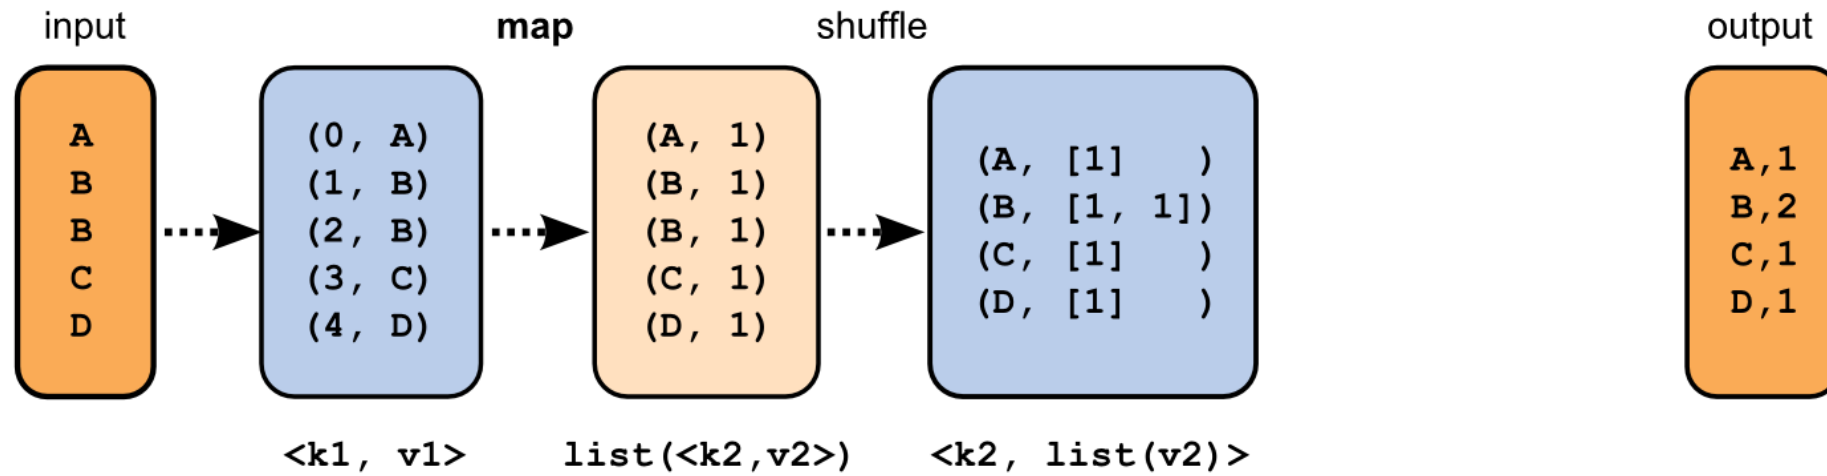 input
map
shuffle
output
A
B
B
C
D
(0, A)
(1, B)
(2, B)
(3, C)
(4, D)
(A, 1)
(B, 1)
(B, 1)
(C, 1)
(D, 1)
(A, [1]   )
(B, [1, 1])
(C, [1]   )
(D, [1]   )
A,1
B,2
C,1
D,1
<k1, v1>
list(<k2,v2>)
<k2, list(v2)>